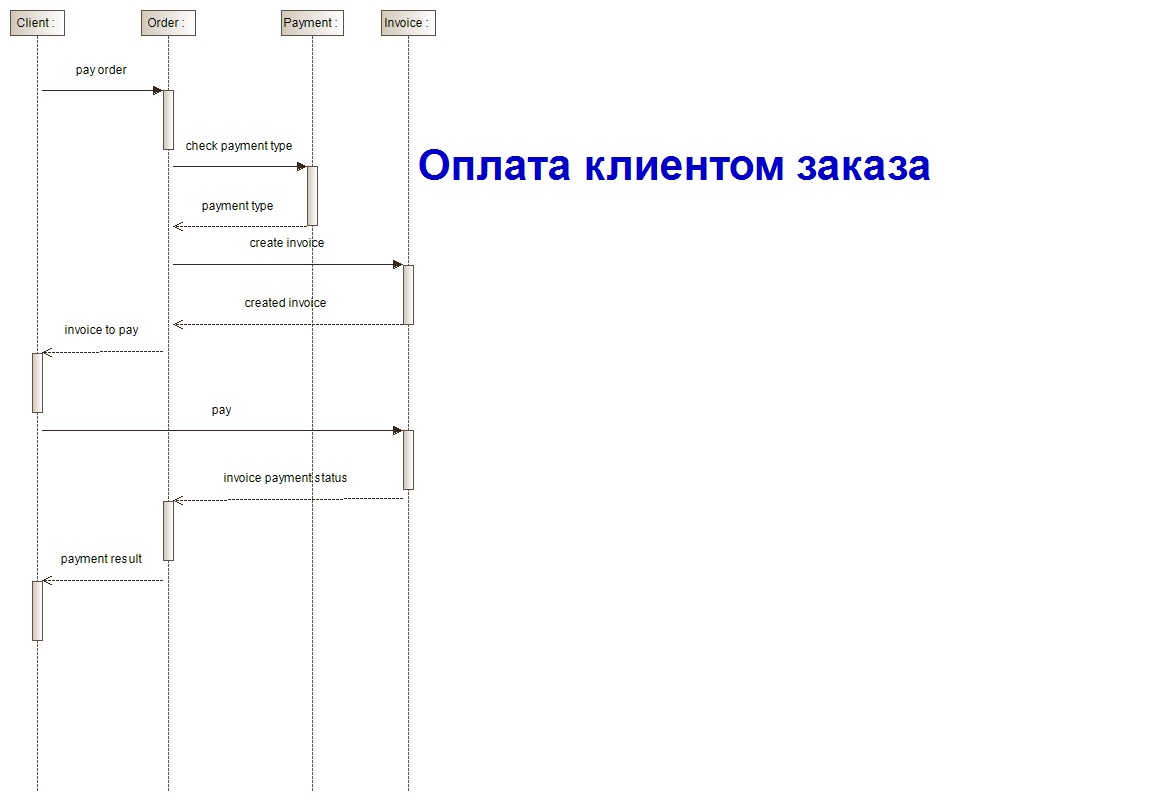 Client :
Order :
Payment :
Invoice :
pay order
check payment type
Оплата клиентом заказа
payment type
create invoice
created invoice
invoice to pay
pay
invoice payment status
payment result